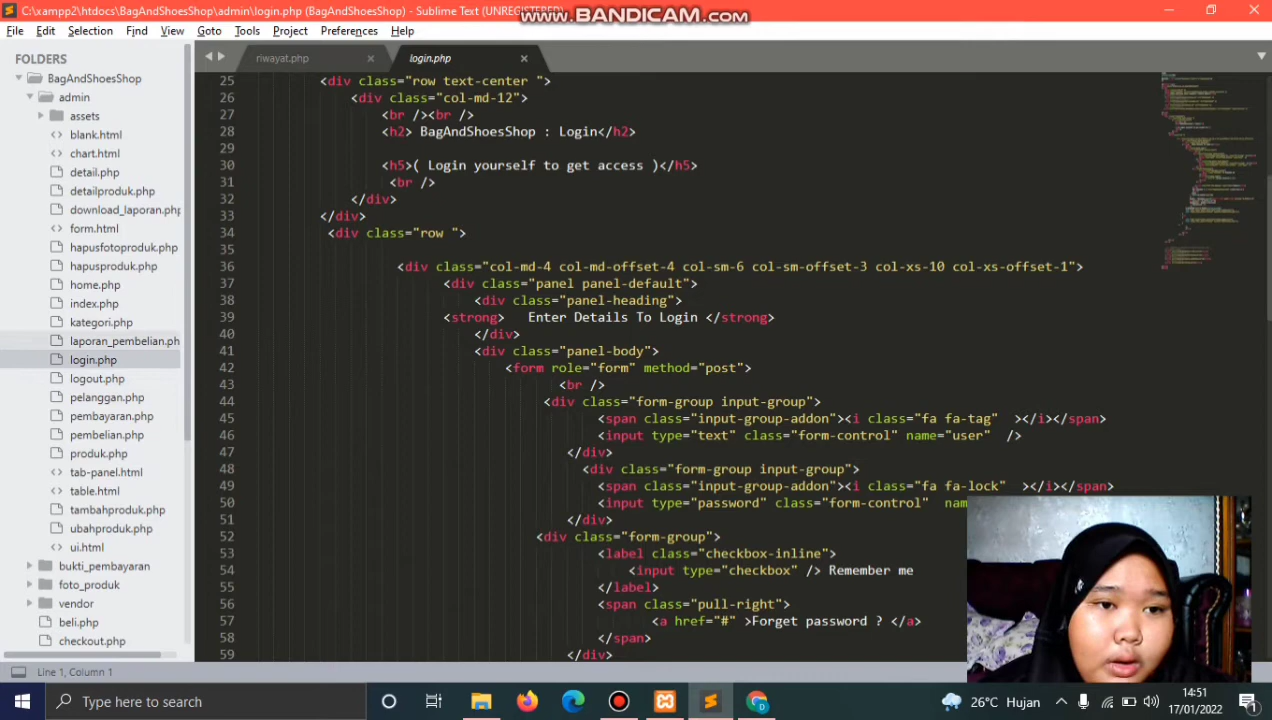 C:\xampp2\htdocs\BagAndShoesShop\admin\login.php (BagAndShoesShop) - Sublime Text (UNREGISTERED)
www.BANDICAM.com
File Edit Selection Find View Goto Tools Project Preferences Help
FOLDERS
BagAndShoesShop
admin
assets
blank.html
chart.html
detail.php
detailproduk.php
download_laporan.php
form.html
hapusfotoproduk.php
hapusproduk.php
home.php
index.php
kategori.php
laporan_pembelian.ph
login.php
logout.php
pelanggan.php
pembayaran.php
pembelian.php
produk.php
tab-panel.html
table.html
tambahproduk.php
ubahproduk.php
ui.html
bukti_pembayaran
foto_produk
vendor
beli.php
checkout.php
riwayat.php
login.php
25 <div class="row text-center ">
26 <div class="col-md-12">
27 <br /><br />
28 <h2> BagAndShoesShop : Login</h2>
29
30 <h5>( Login yourself to get access )</h5>
31 <br />
32 </div>
33 </div>
34 <div class="row ">
35
36 <div class="col-md-4 col-md-offset-4 col-sm-6 col-sm-offset-3 col-xs-10 col-xs-offset-1">
37 <div class="panel panel-default">
38 <div class="panel-heading">
39 <strong>   Enter Details To Login </strong>
40 </div>
41 <div class="panel-body">
42 <form role="form" method="post">
43 <br />
44 <div class="form-group input-group">
45 <span class="input-group-addon"><i class="fa fa-tag"  ></i></span>
46 <input type="text" class="form-control" name="user"  />
47 </div>
48 <div class="form-group input-group">
49 <span class="input-group-addon"><i class="fa fa-lock"  ></i></span>
50 <input type="password" class="form-control"  nam
51 </div>
52 <div class="form-group">
53 <label class="checkbox-inline">
54 <input type="checkbox" /> Remember me
55 </label>
56 <span class="pull-right">
57 <a href="#" >Forget password ? </a>
58 </span>
59 </div>
Line 1, Column 1
Type here to search
26°C Hujan
14:51
17/01/2022